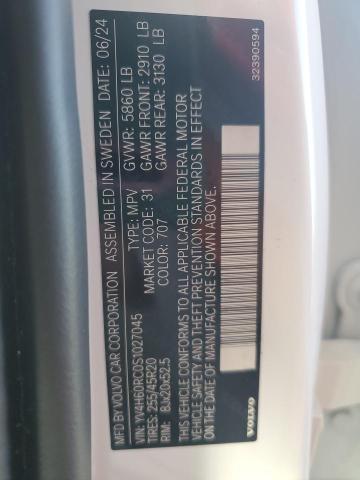 MFD BY VOLVO CAR CORPORATION ASSEMBLED IN SWEDEN DATE: 06/24
GVWR: 5860 LB
GAWR FRONT: 2910 LB
GAWR REAR: 3130 LB
VIN: YV4H60RC0S1027045 TYPE: MPV
TIRES: 255/45R20 MARKET CODE: 31
RIM: 8Jx20x52.5 COLOR: 707
THIS VEHICLE CONFORMS TO ALL APPLICABLE FEDERAL MOTOR
VEHICLE SAFETY AND THEFT PREVENTION STANDARDS IN EFFECT
ON THE DATE OF MANUFACTURE SHOWN ABOVE.
VOLVO
32390594